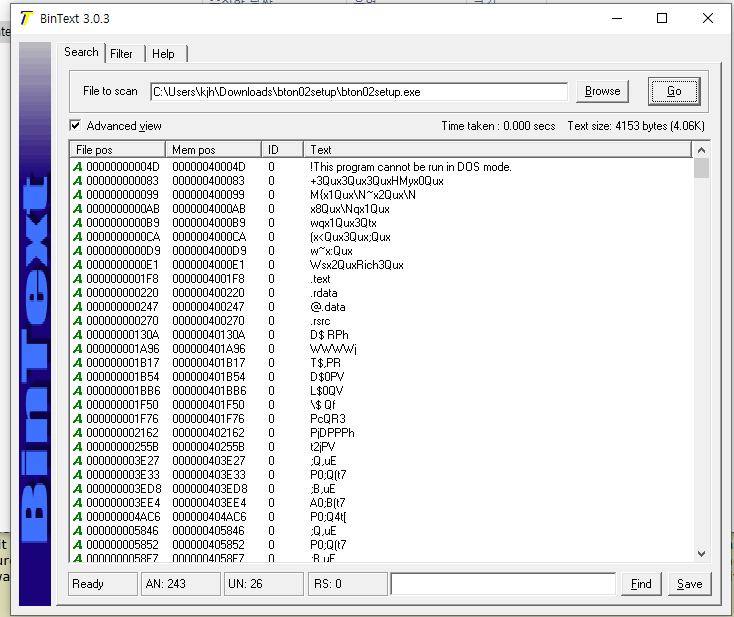 BinText 3.0.3
Search Filter Help
File to scan C:\Users\kjh\Downloads\bton02setup\bton02setup.exe Browse Go
Advanced view Time taken : 0.000 secs Text size: 4153 bytes (4.06K)
File pos Mem pos ID Text
A 00000000004D 00000040004D 0 !This program cannot be run in DOS mode.
A 000000000083 000000400083 0 +3Qux3Qux3QuxHMyx0Qux
A 000000000099 000000400099 0 M{x1Qux\N~x2Qux\N
A 0000000000AB 0000004000AB 0 x8Qux\Nqx1Qux
A 0000000000B9 0000004000B9 0 wqx1Qux3Qtx
A 0000000000CA 0000004000CA 0 {x<Qux3Qux;Qux
A 0000000000D9 0000004000D9 0 w~x:Qux
A 0000000000E1 0000004000E1 0 Wsx2QuxRich3Qux
A 0000000001F8 0000004001F8 0 .text
A 000000000220 000000400220 0 .rdata
A 000000000247 000000400247 0 @.data
A 000000000270 000000400270 0 .rsrc
A 00000000130A 00000040130A 0 D$ RPh
A 000000001A96 000000401A96 0 WWWWj
A 000000001B17 000000401B17 0 T$,PR
A 000000001B54 000000401B54 0 D$0PV
A 000000001BB6 000000401BB6 0 L$0QV
A 000000001F50 000000401F50 0 \$ Qf
A 000000001F76 000000401F76 0 PcQR3
A 000000002162 000000402162 0 PjDPPPh
A 00000000255B 00000040255B 0 t2jPV
A 000000003E27 000000403E27 0 ;Q,uE
A 000000003E33 000000403E33 0 P0;Q(t7
A 000000003ED8 000000403ED8 0 ;B,uE
A 000000003EE4 000000403EE4 0 A0;B(t7
A 000000004AC6 000000404AC6 0 P0;Q4t[
A 000000005846 000000405846 0 ;Q,uE
A 000000005852 000000405852 0 P0;Q(t7
A 0000000058F7 0000004058F7 0 ;B,uE
Ready AN: 243 UN: 26 RS: 0 Find Save
BinText